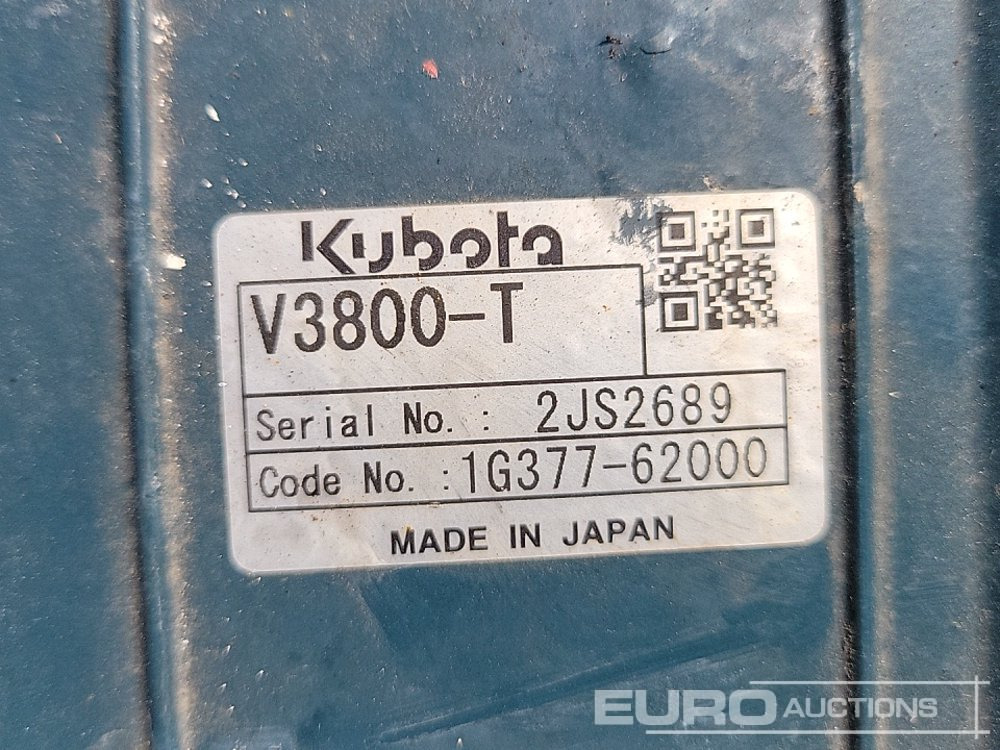 Kubota
V3800-T
Serial No. : 2JS2689
Code No. : 1G377-62000
MADE IN JAPAN
EURO AUCTIONS